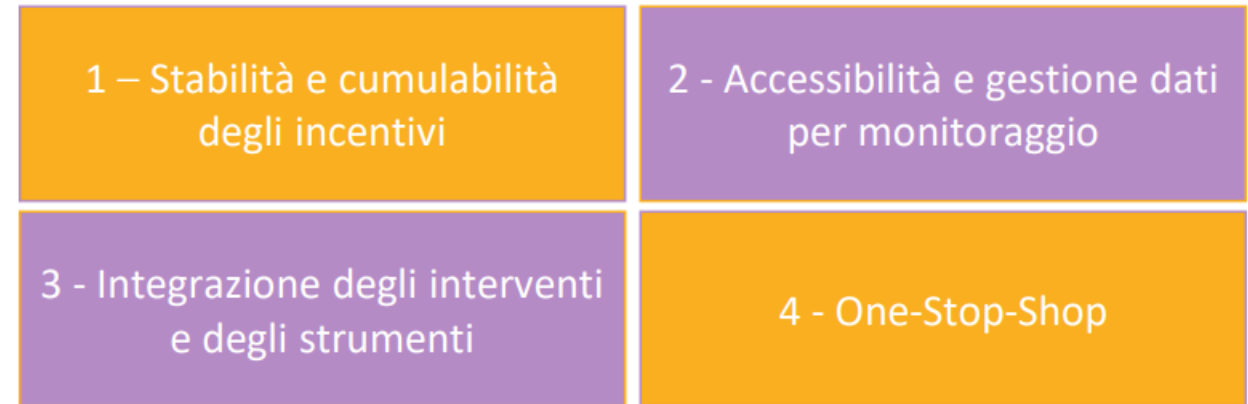 1 – Stabilità e cumulabilità
degli incentivi
2 - Accessibilità e gestione dati
per monitoraggio
3 - Integrazione degli interventi
e degli strumenti
4 - One-Stop-Shop